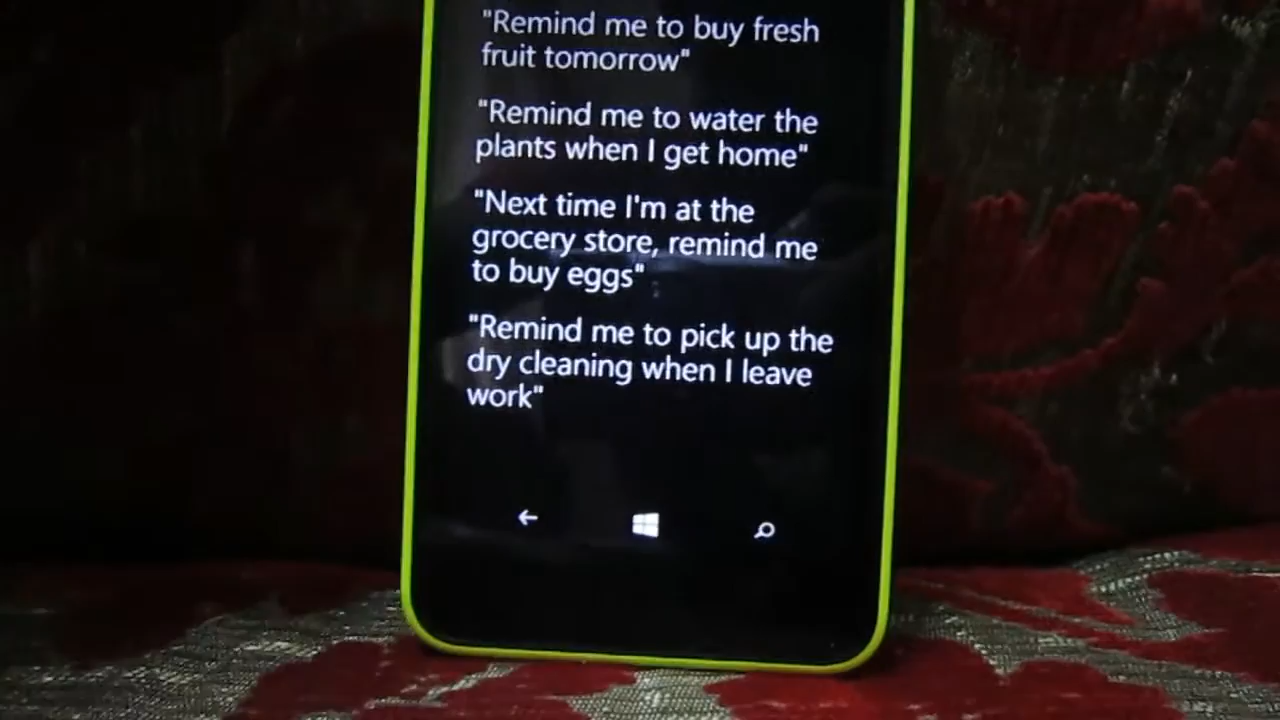 "Remind me to buy fresh
fruit tomorrow"
"Remind me to water the
plants when I get home"
"Next time I'm at the
grocery store, remind me
to buy eggs"
"Remind me to pick up the
dry cleaning when I leave
work"